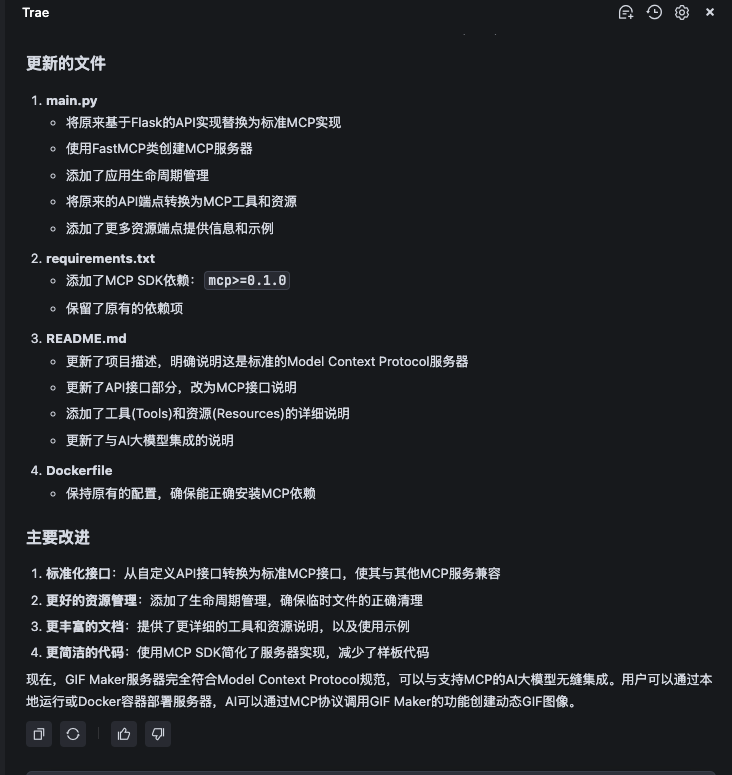 Trae
更新的文件
1. main.py
◦ 将原来基于Flask的API实现替换为标准MCP实现
◦ 使用FastMCP类创建MCP服务器
◦ 添加了应用生命周期管理
◦ 将原来的API端点转换为MCP工具和资源
◦ 添加了更多资源端点提供信息和示例
2. requirements.txt
◦ 添加了MCP SDK依赖： mcp>=0.1.0
◦ 保留了原有的依赖项
3. README.md
◦ 更新了项目描述，明确说明这是标准的Model Context Protocol服务器
◦ 更新了API接口部分，改为MCP接口说明
◦ 添加了工具(Tools)和资源(Resources)的详细说明
◦ 更新了与AI大模型集成的说明
4. Dockerfile
◦ 保持原有的配置，确保能正确安装MCP依赖
主要改进
1. 标准化接口：从自定义API接口转换为标准MCP接口，使其与其他MCP服务兼容
2. 更好的资源管理：添加了生命周期管理，确保临时文件的正确清理
3. 更丰富的文档：提供了更详细的工具和资源说明，以及使用示例
4. 更简洁的代码：使用MCP SDK简化了服务器实现，减少了样板代码
现在，GIF Maker服务器完全符合Model Context Protocol规范，可以与支持MCP的AI大模型无缝集成。用户可以通过本
地运行或Docker容器部署服务器，AI可以通过MCP协议调用GIF Maker的功能创建动态GIF图像。